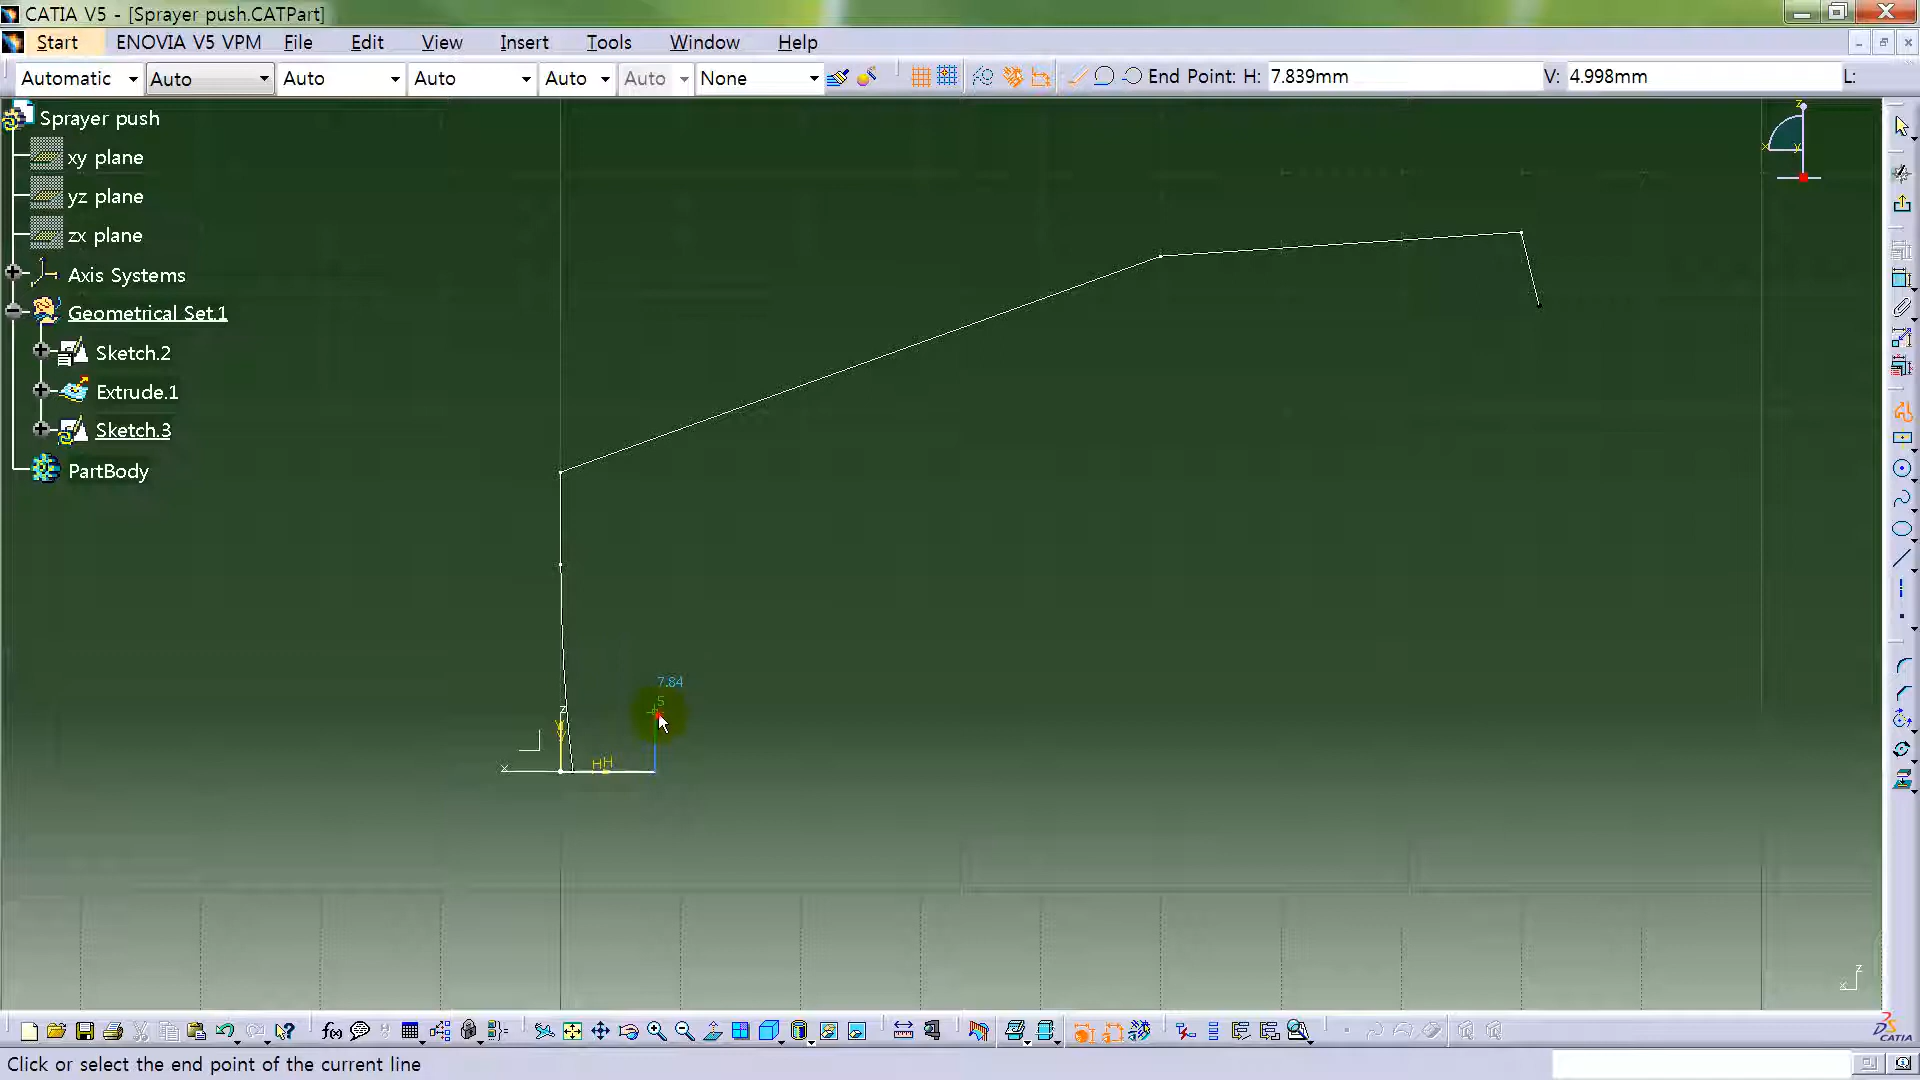 CATIA V5 - [Sprayer push.CATPart]
Start ENOVIA V5 VPM File Edit View Insert Tools Window Help
Automatic Auto Auto Auto Auto Auto None End Point: H: 7.839mm V: 4.998mm L:
Sprayer push
xy plane
yz plane
zx plane
Axis Systems
Geometrical Set.1
Sketch.2
Extrude.1
Sketch.3
PartBody
z
x y
7.84
5
z
V
x
HH
z
x
f(x)
CATIA
Click or select the end point of the current line